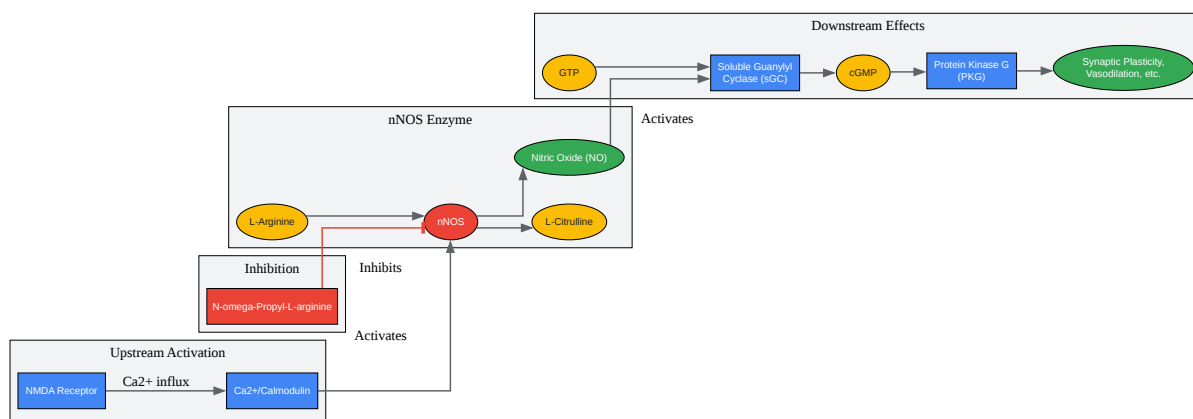 Downstream Effects
GTP
Soluble Guanylyl
Cyclase (sGC)
cGMP
Protein Kinase G
(PKG)
Synaptic Plasticity,
Vasodilation, etc.
Activates
nNOS Enzyme
Nitric Oxide (NO)
L-Arginine
nNOS
L-Citrulline
Inhibition
Inhibits
N-omega-Propyl-L-arginine
Activates
Upstream Activation
NMDA Receptor
Ca2+ influx
Ca2+/Calmodulin